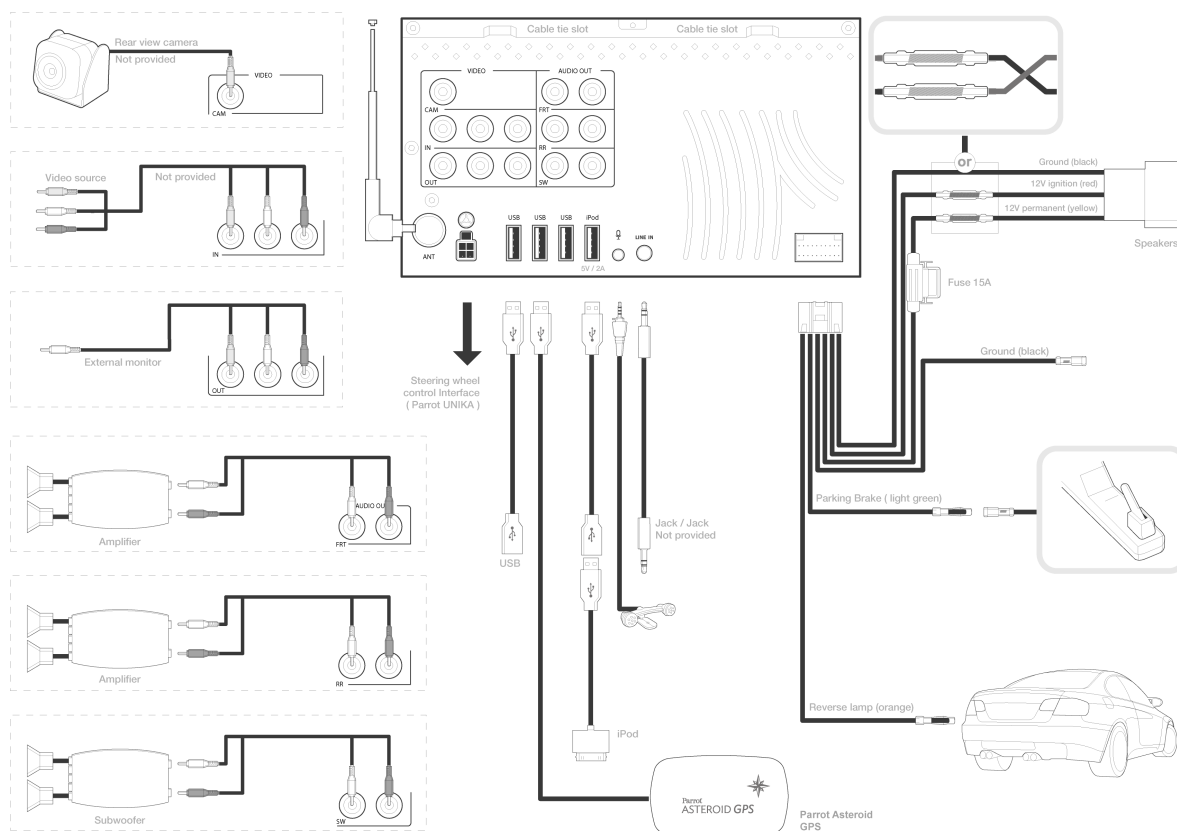 Rear view camera
Not provided
VIDEO
CAM
Video source
Not provided
IN
External monitor
OUT
Amplifier
AUDIO OUT
FRT
Amplifier
RR
Subwoofer
SW
Cable tie slot
Cable tie slot
VIDEO
AUDIO OUT
CAM
FRT
IN
RR
OUT
SW
ANT
USB
USB
USB
iPod
LINE IN
5V / 2A
Steering wheel
control Interface
( Parrot UNIKA )
USB
Jack / Jack
Not provided
iPod
Parrot
ASTEROID GPS
Parrot Asteroid
GPS
or
Ground (black)
12V ignition (red)
12V permanent (yellow)
Speakers
Fuse 15A
Ground (black)
Parking Brake ( light green)
Reverse lamp (orange)